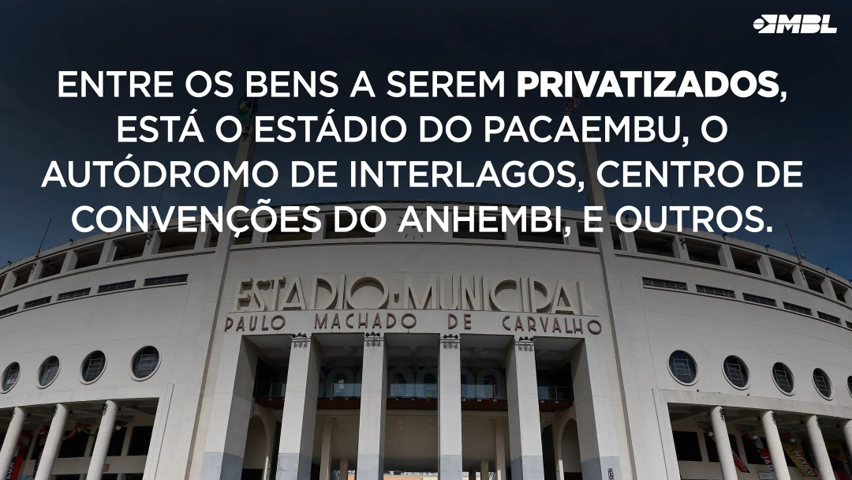 MBL
ENTRE OS BENS A SEREM PRIVATIZADOS,
ESTÁ O ESTÁDIO DO PACAEMBU, O
AUTÓDROMO DE INTERLAGOS, CENTRO DE
CONVENÇÕES DO ANHEMBI, E OUTROS.
ESTADIO·MUNICIPAL
PAULO MACHADO DE CARVALHO